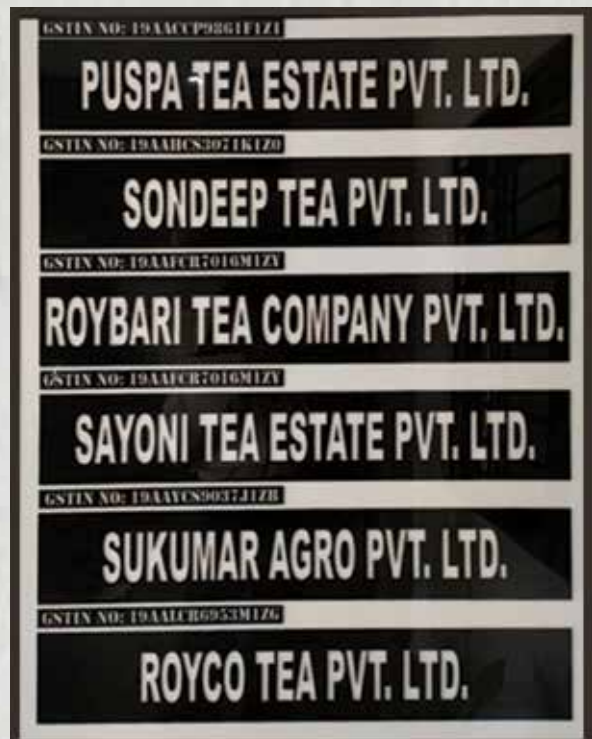 GSTIN NO: 19AACCP9861F1Z1
PUSPA TEA ESTATE PVT. LTD.
GSTIN NO: 19AAHCS3071K1Z0
SONDEEP TEA PVT. LTD.
GSTIN NO: 19AAFCR7016M1ZY
ROYBARI TEA COMPANY PVT. LTD.
GSTIN NO: 19AAFCR7016M1ZY
SAYONI TEA ESTATE PVT. LTD.
GSTIN NO: 19AAYCS9037J1ZB
SUKUMAR AGRO PVT. LTD.
GSTIN NO: 19AALCR6953M1ZG
ROYCO TEA PVT. LTD.